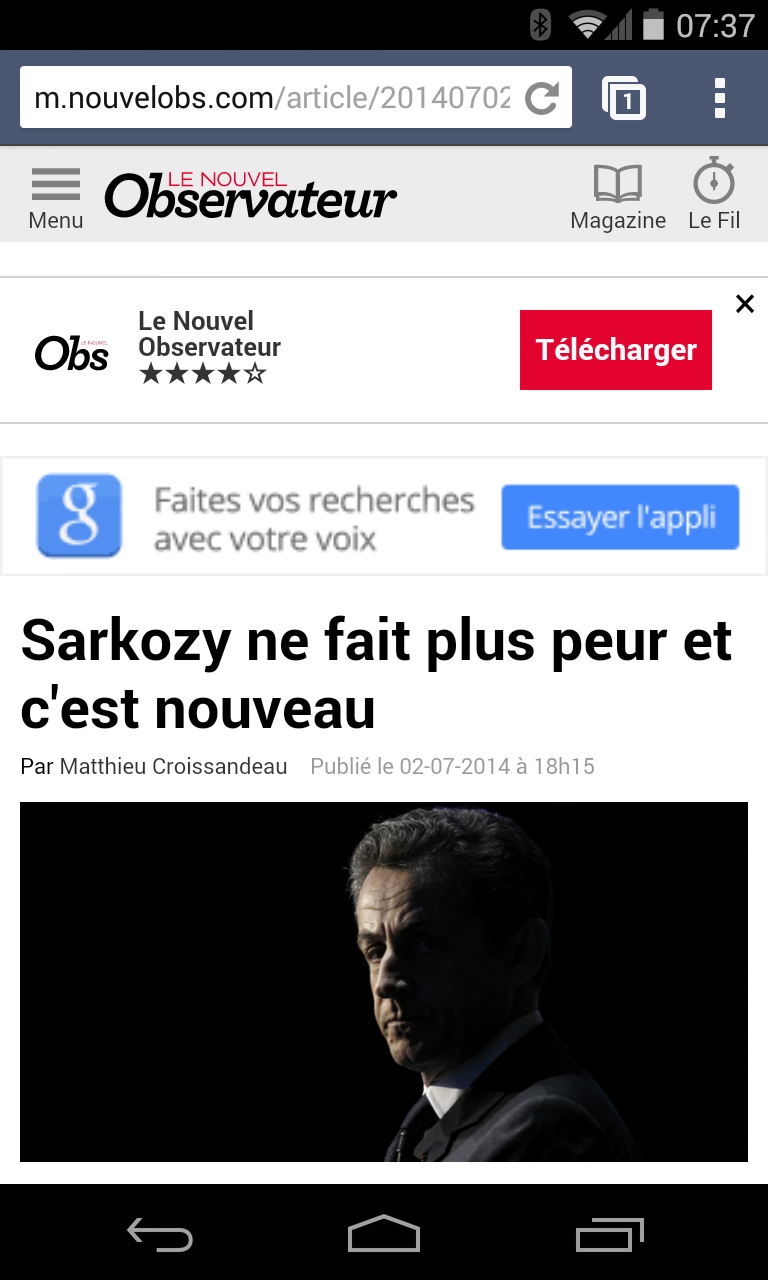 07:37
m.nouvelobs.com/article/20140702
1
Menu
LE NOUVEL
Observateur
Magazine
Le Fil
Obs
LE NOUVEL
Le Nouvel
Observateur
★★★★☆
Télécharger
×
g
Faites vos recherches
avec votre voix
Essayer l'appli
Sarkozy ne fait plus peur et
c'est nouveau
Par Matthieu Croissandeau Publié le 02-07-2014 à 18h15